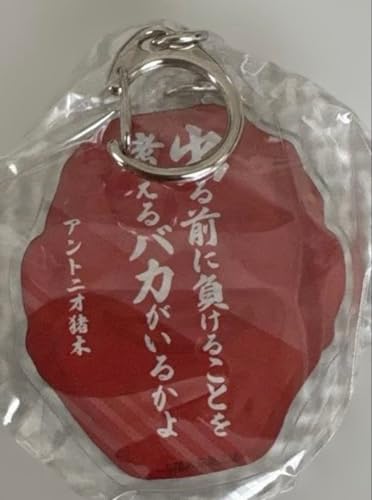 出る前に負けることを
考えるバカがいるかよ
アントニオ猪木